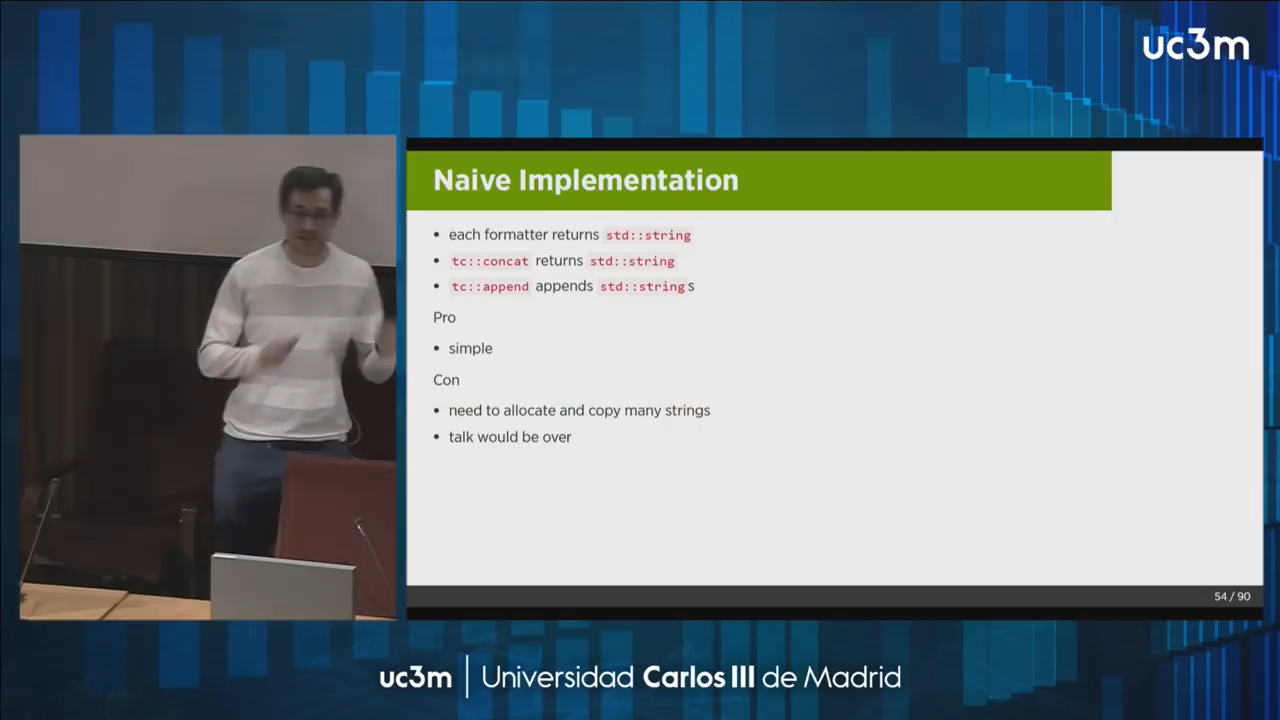 uc3m
Naive Implementation
• each formatter returns std::string
• tc::concat returns std::string
• tc::append appends std::strings
Pro
• simple
Con
• need to allocate and copy many strings
• talk would be over
54 / 90
uc3m | Universidad Carlos III de Madrid